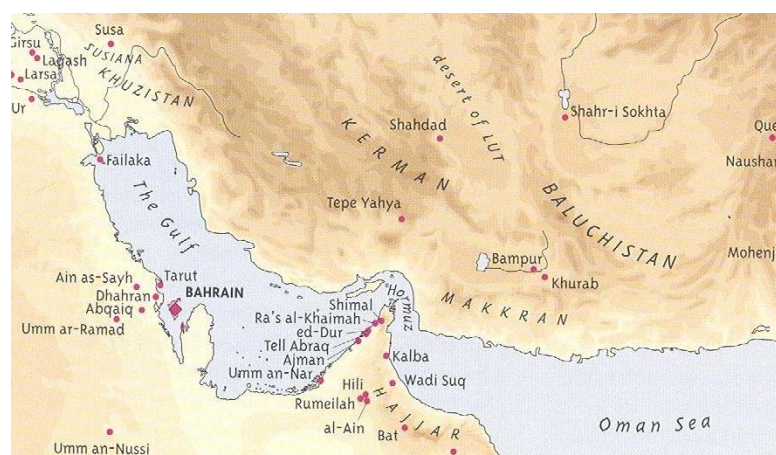 Girsu
Lagash
Larsa
Ur
Susa
SUSIANA
KHUZISTAN
Failaka
The Gulf
KERMAN
Shahdad
desert of LUT
Shahr-i Sokhta
Que
Naushar
Tepe Yahya
BALUCHISTAN
Mohenj
Bampur
Khurab
MAKKRAN
Ain as-Sayh
Tarut
Dhahran
BAHRAIN
Abqaiq
Umm ar-Ramad
Hormuz
Shimal
Ra's al-Khaimah
ed-Dur
Tell Abraq
Ajman
Umm an-Nar
Kalba
Hili
Wadi Suq
Rumeilah
HAJJAR
al-Ain
Bat
Oman Sea
Umm an-Nussi